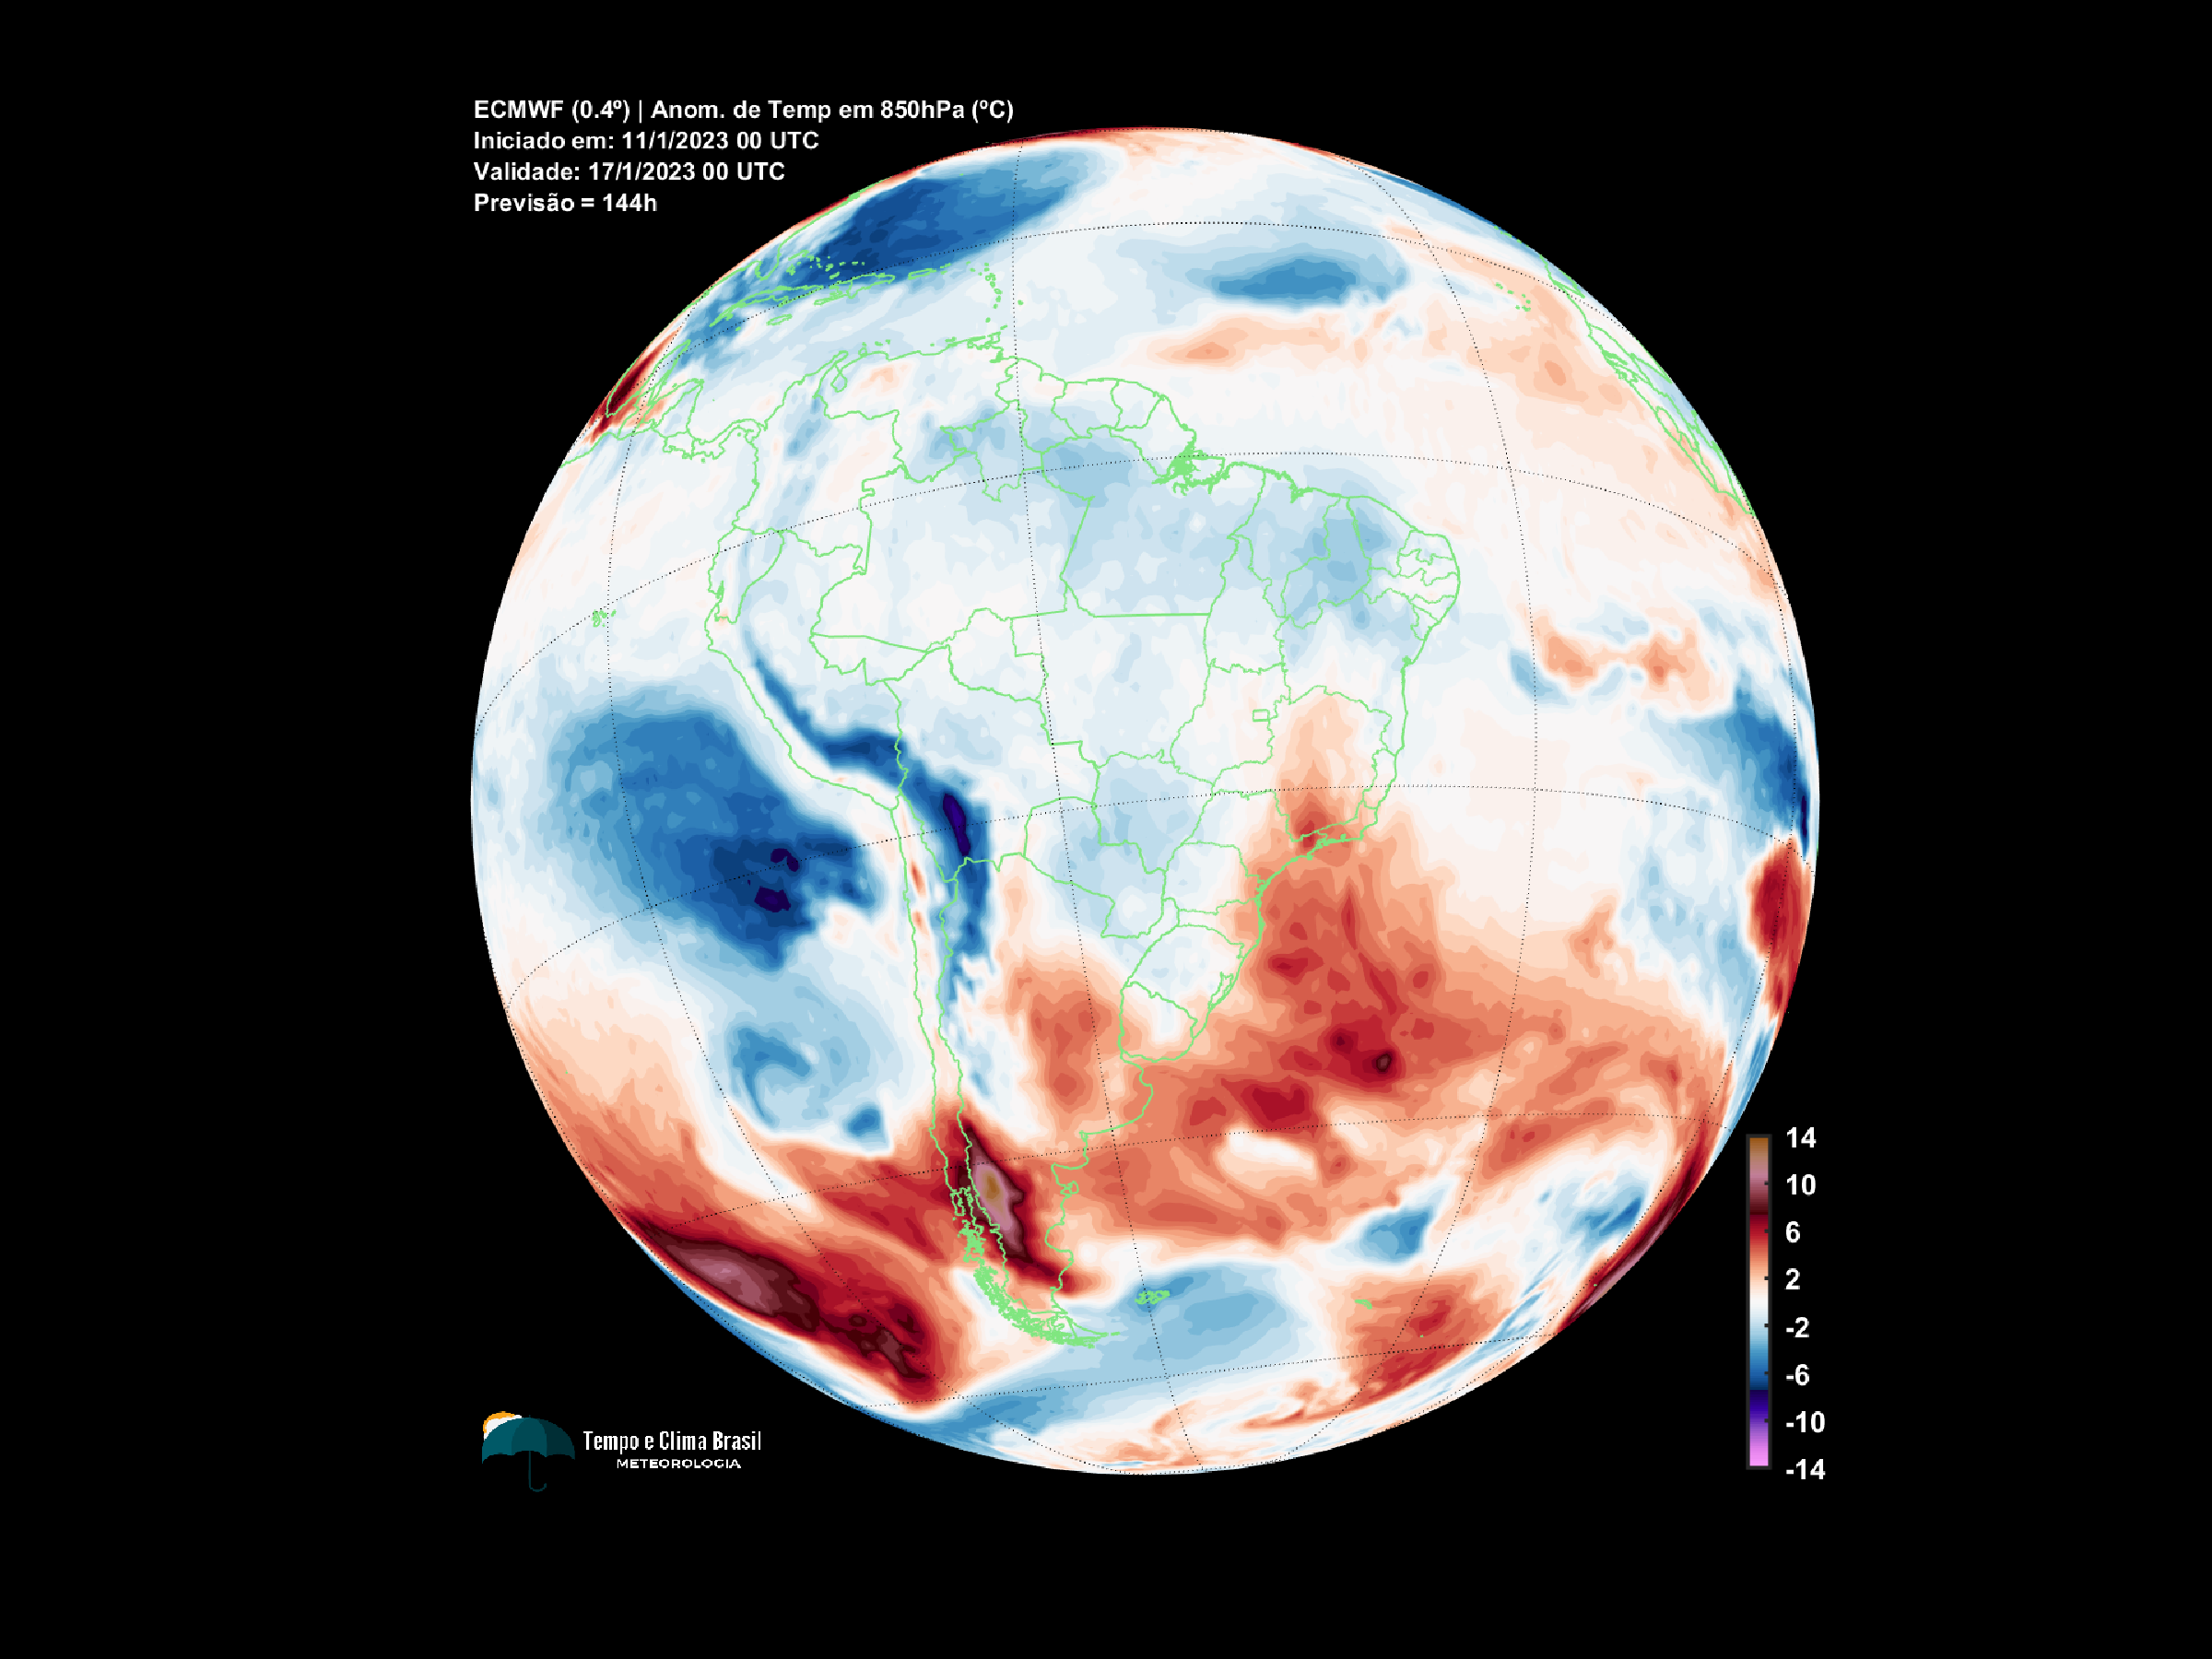 ECMWF (0.4º) | Anom. de Temp em 850hPa (ºC)
Iniciado em: 11/1/2023 00 UTC
Validade: 17/1/2023 00 UTC
Previsão = 144h
14
10
6
2
-2
-6
-10
-14
Tempo e Clima Brasil
METEOROLOGIA